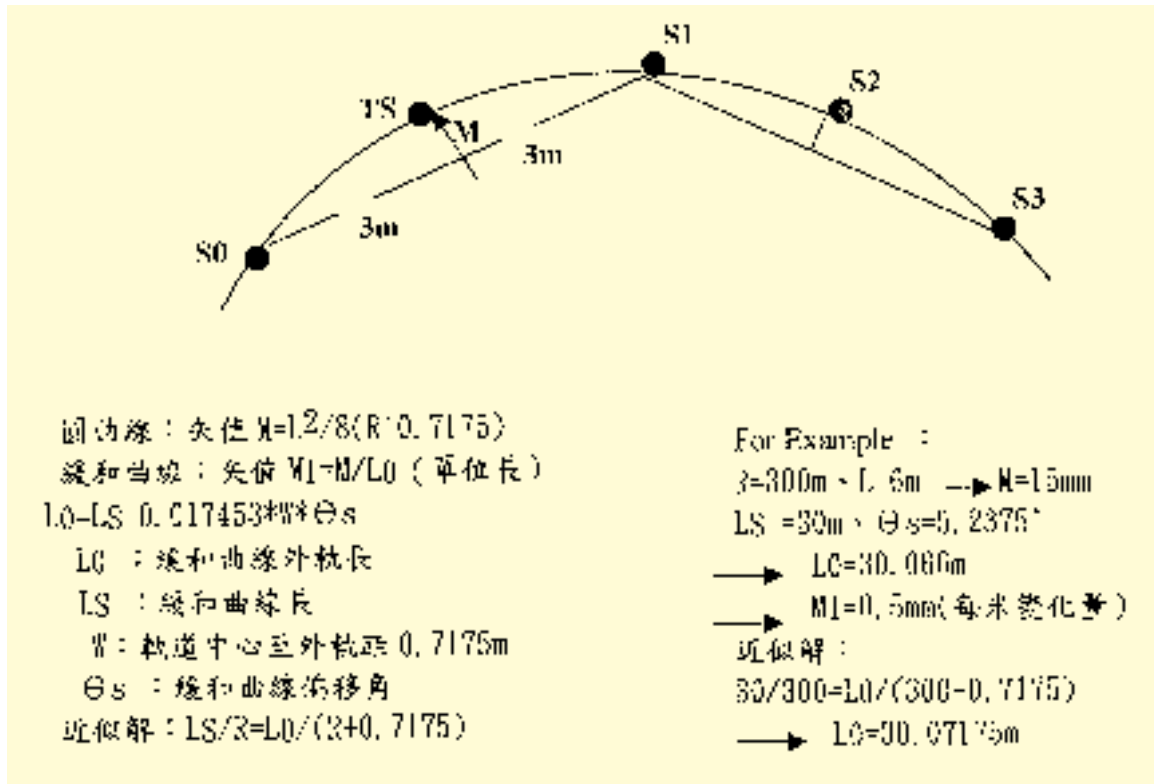 S1
S2
TS
M
3m
S3
3m
S0
圓曲線：矢值 M=L2/8(R+0.7175)
緩和曲線：矢值 M1=M/L0 ( 單位長 )
L0=LS 0.017453*W*Θs
L0 ：緩和曲線外軌長
LS ：緩和曲線長
W：軌道中心至外軌距 0.7175m
Θs ：緩和曲線偏移角
近似解：LS/R=L0/(R+0.7175)
For Example ：
R=300m、L 6m → M=15mm
LS =30m、Θs=5.2375°
→ L0=30.066m
→ M1=0.5mm(每米變化量)
近似解：
30/300=L0/(300+0.7175)
→ L0=30.07175m